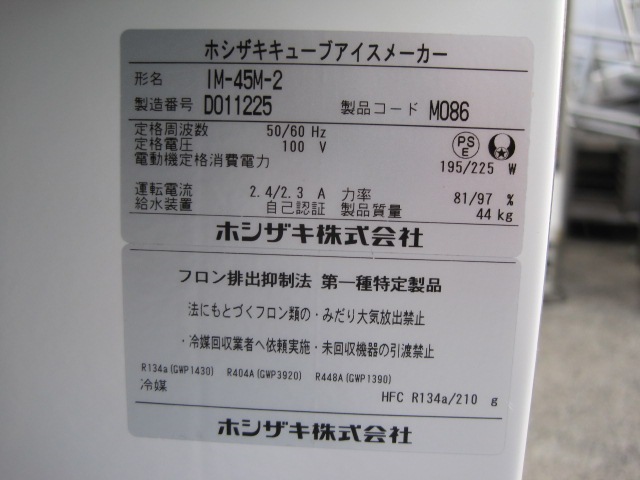 ホシザキキューブアイスメーカー
形名 IM-45M-2
製造番号 D011225 製品コード M086
定格周波数 50/60 Hz
定格電圧 100 V
電動機定格消費電力 195/225 W
PS
E
運転電流 2.4/2.3 A 力率 81/97 %
給水装置 自己認証 製品質量 44 kg
ホシザキ株式会社
フロン排出抑制法 第一種特定製品
法にもとづくフロン類の・みだり大気放出禁止
・冷媒回収業者へ依頼実施・未回収機器の引渡禁止
R134a(GWP1430) R404A(GWP3920) R448A(GWP1390)
冷媒 HFC R134a/210 g
ホシザキ株式会社